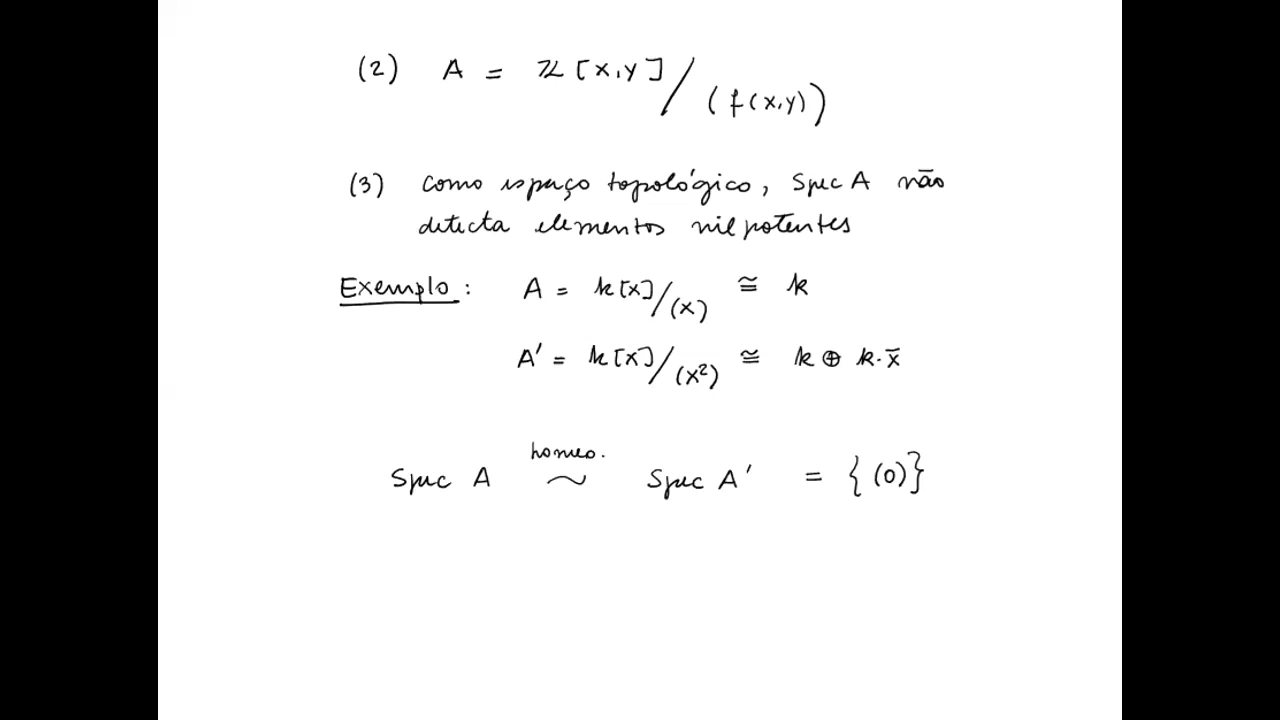 (2) A = ℤ[x,y]/(f(x,y))
(3) como espaço topológico, Spec A não
detecta elementos nilpotentes
Exemplo: A = k[x]/(x) ≅ k
A' = k[x]/(x²) ≅ k ⊕ k·x̄
homeo.
Spec A ~ Spec A' = {(0)}